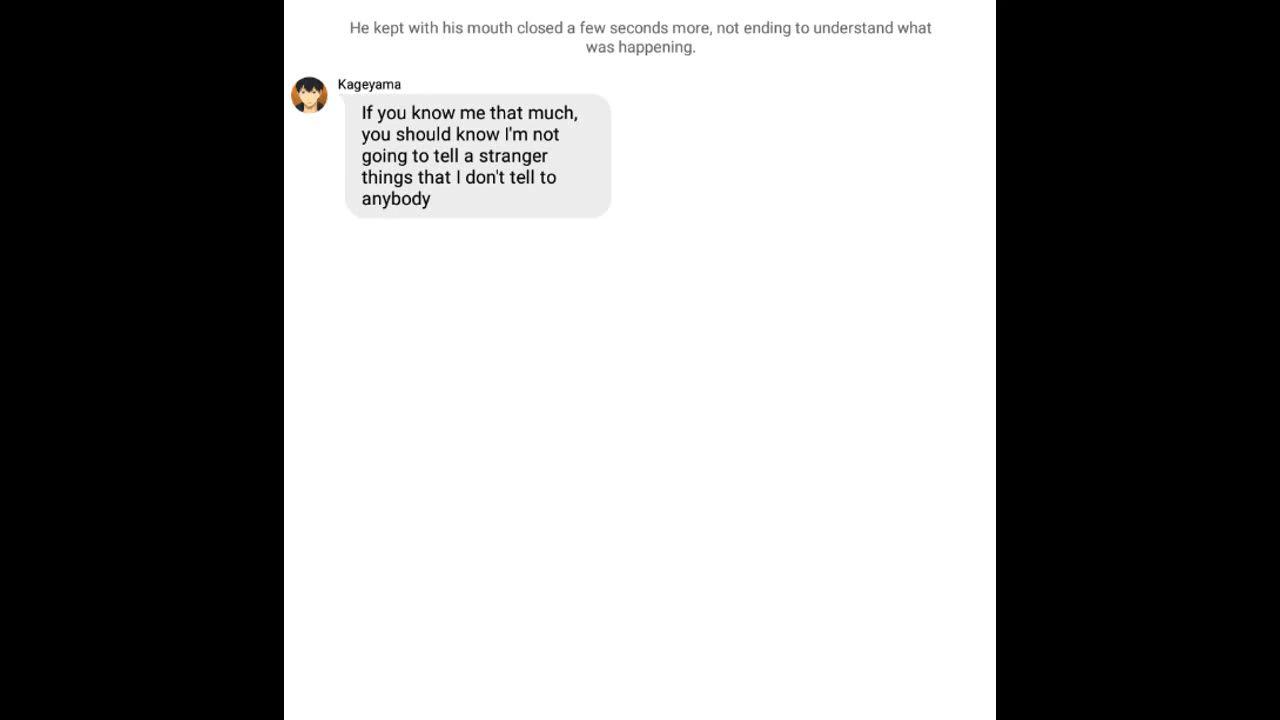 He kept with his mouth closed a few seconds more, not ending to understand what
was happening.
Kageyama
If you know me that much,
you should know I'm not
going to tell a stranger
things that I don't tell to
anybody